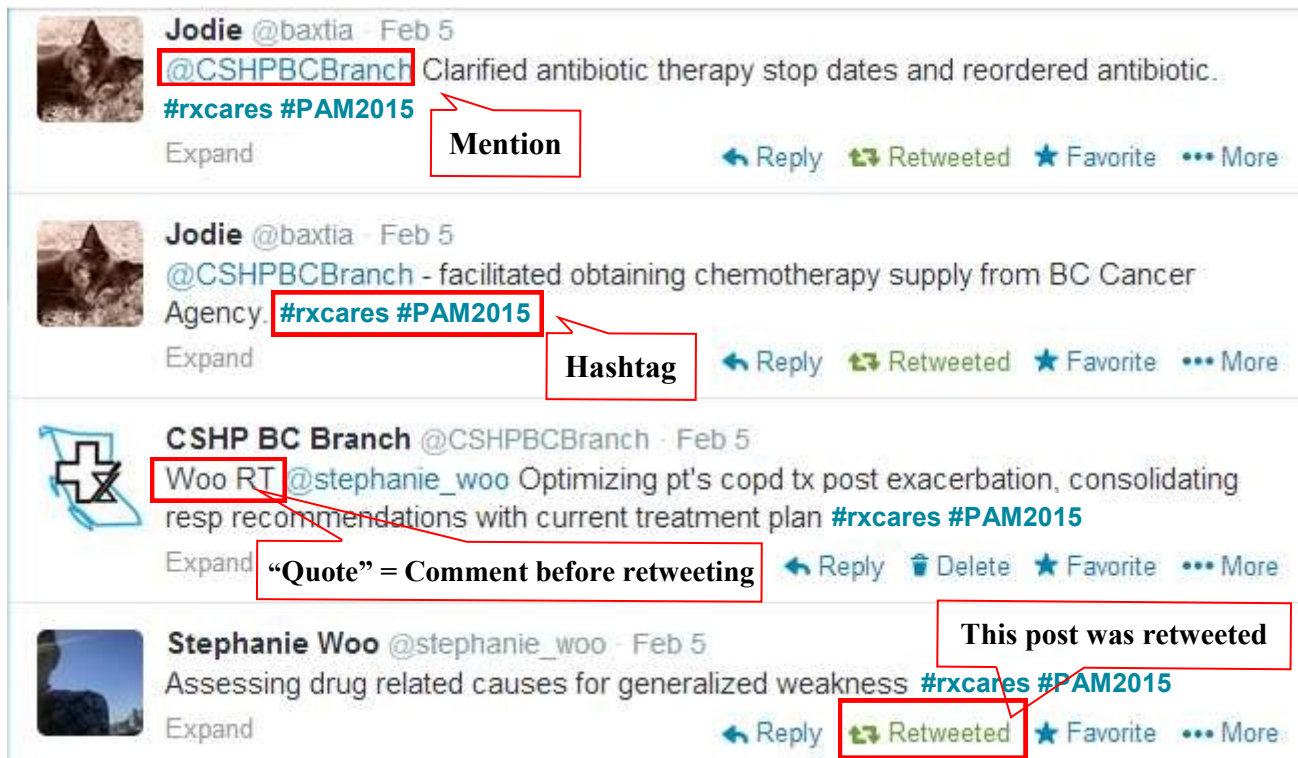 Jodie @baxtia · Feb 5
@CSHPBCBranch Clarified antibiotic therapy stop dates and reordered antibiotic.
#rxcares #PAM2015
Mention
Expand
Reply Retweeted Favorite More
Jodie @baxtia · Feb 5
@CSHPBCBranch - facilitated obtaining chemotherapy supply from BC Cancer
Agency. #rxcares #PAM2015
Hashtag
Expand
Reply Retweeted Favorite More
CSHP BC Branch @CSHPBCBranch · Feb 5
Woo RT @stephanie_woo Optimizing pt's copd tx post exacerbation, consolidating
resp recommendations with current treatment plan #rxcares #PAM2015
Expand
“Quote” = Comment before retweeting
Reply Delete Favorite More
Stephanie Woo @stephanie_woo · Feb 5
This post was retweeted
Assessing drug related causes for generalized weakness #rxcares #PAM2015
Expand
Reply Retweeted Favorite More